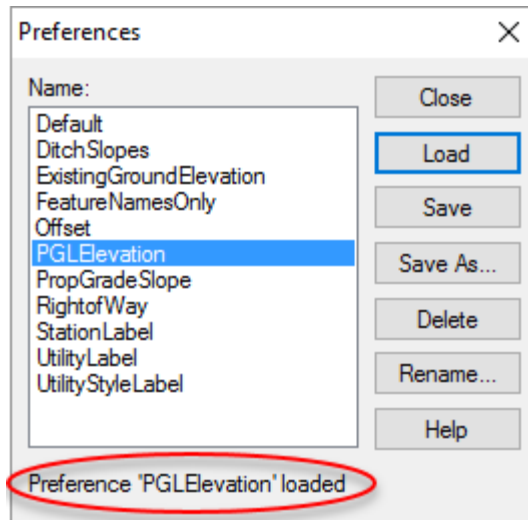 Preferences
Name:
Default
DitchSlopes
ExistingGroundElevation
FeatureNamesOnly
Offset
PGLElevation
PropGradeSlope
RightofWay
StationLabel
UtilityLabel
UtilityStyleLabel
Close
Load
Save
Save As...
Delete
Rename...
Help
Preference 'PGLElevation' loaded